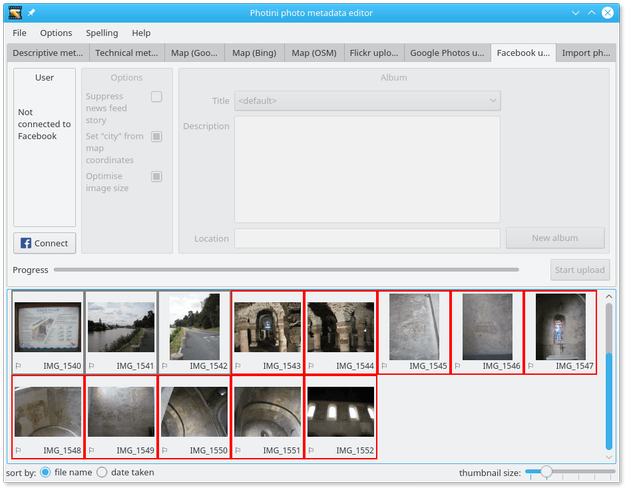 Photini photo metadata editor
File Options Spelling Help
Descriptive met... Technical met... Map (Goo... Map (Bing) Map (OSM) Flickr uplo... Google Photos u... Facebook u... Import ph...
User
Not
connected to
Facebook
Connect
Options
Suppress
news feed
story
Set "city" from
map
coordinates
Optimise
image size
Album
Title <default>
Description
Location New album
Progress Start upload
IMG_1540 IMG_1541 IMG_1542 IMG_1543 IMG_1544 IMG_1545 IMG_1546 IMG_1547
IMG_1548 IMG_1549 IMG_1550 IMG_1551 IMG_1552
sort by: file name date taken thumbnail size: